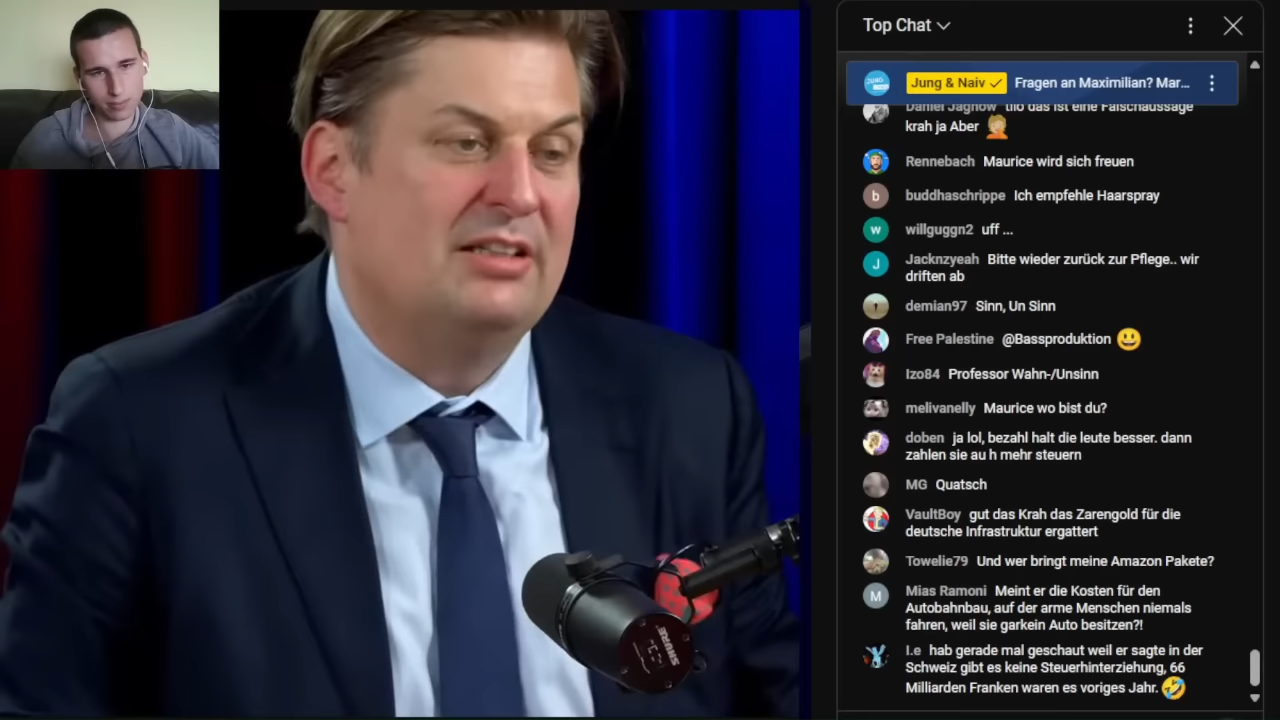 Top Chat
Jung & Naiv Fragen an Maximilian? Mar...
Daniel Jagnow tilo das ist eine Falschaussage
krah ja Aber
Rennebach Maurice wird sich freuen
b buddhaschrippe Ich empfehle Haarspray
w willguggn2 uff ...
J Jacknzyeah Bitte wieder zurück zur Pflege.. wir
driften ab
demian97 Sinn, Un Sinn
Free Palestine @Bassproduktion
Izo84 Professor Wahn-/Unsinn
melivanelly Maurice wo bist du?
doben ja lol, bezahl halt die leute besser. dann
zahlen sie au h mehr steuern
MG Quatsch
VaultBoy gut das Krah das Zarengold für die
deutsche Infrastruktur ergattert
Towelie79 Und wer bringt meine Amazon Pakete?
M Mias Ramoni Meint er die Kosten für den
Autobahnbau, auf der arme Menschen niemals
fahren, weil sie garkein Auto besitzen?!
I.e hab gerade mal geschaut weil er sagte in der
Schweiz gibt es keine Steuerhinterziehung, 66
Milliarden Franken waren es voriges Jahr.
SHURE